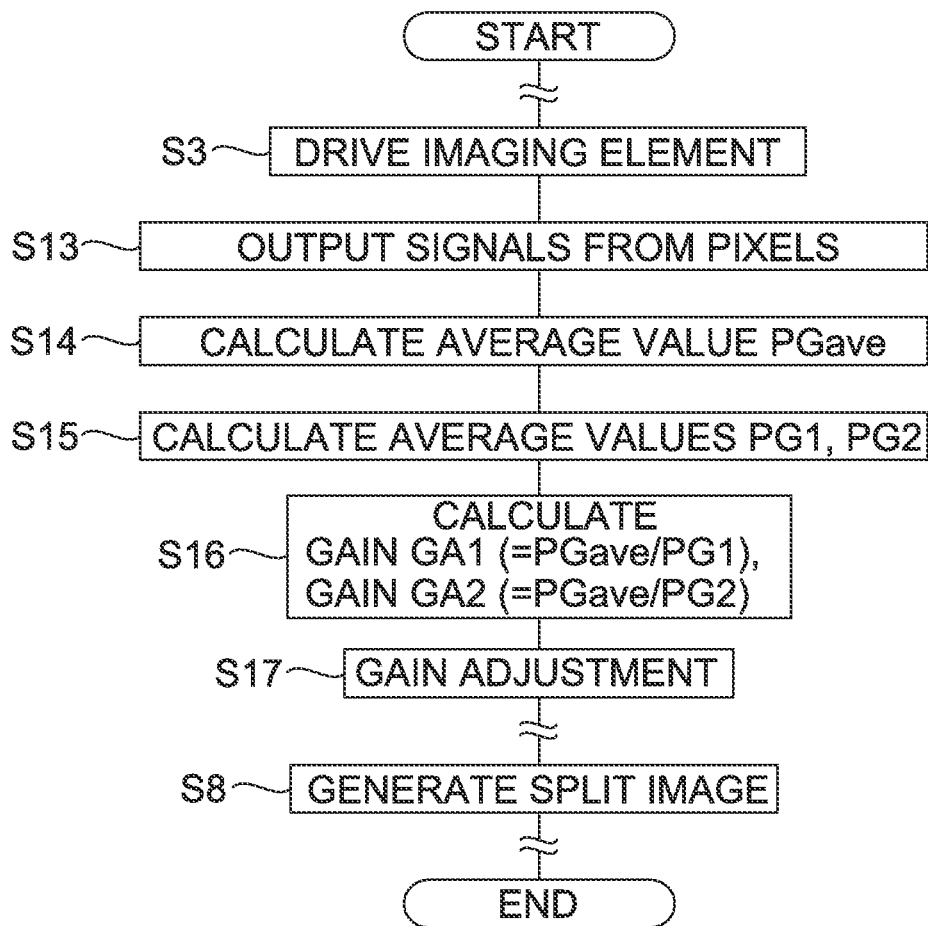 START
S3 DRIVE IMAGING ELEMENT
S13 OUTPUT SIGNALS FROM PIXELS
S14 CALCULATE AVERAGE VALUE PGave
S15 CALCULATE AVERAGE VALUES PG1, PG2
CALCULATE
S16 GAIN GA1 (=PGave/PG1),
GAIN GA2 (=PGave/PG2)
S17 GAIN ADJUSTMENT
S8 GENERATE SPLIT IMAGE
END